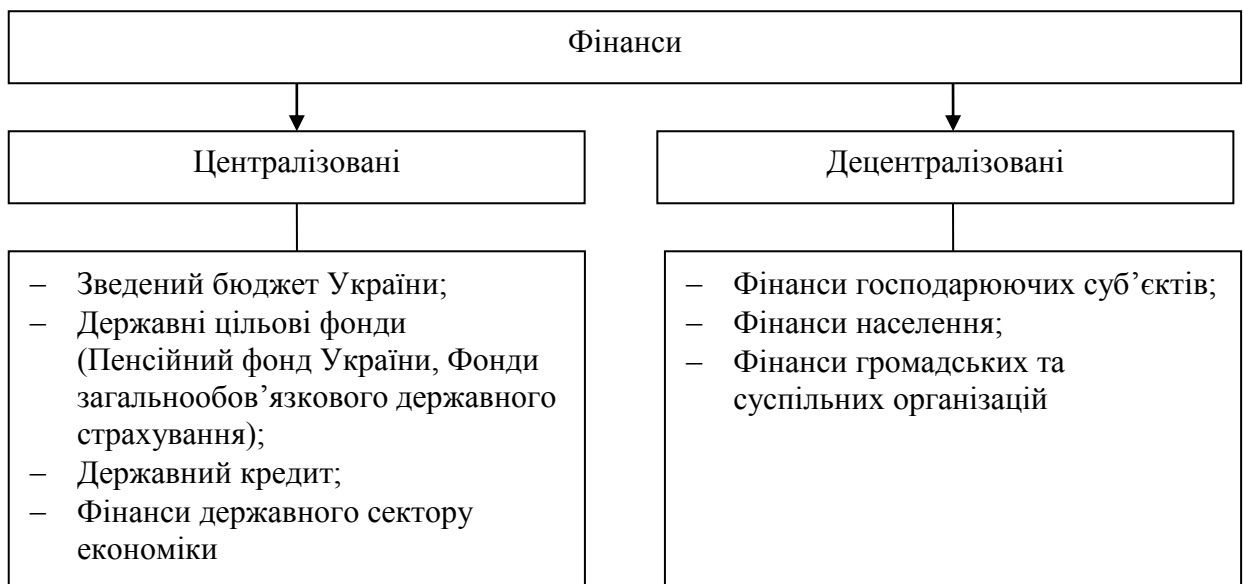 Фінанси
Централізовані
Децентралізовані
– Зведений бюджет України;
– Державні цільові фонди
(Пенсійний фонд України, Фонди
загальнообов’язкового державного
страхування);
– Державний кредит;
– Фінанси державного сектору
економіки
– Фінанси господарюючих суб’єктів;
– Фінанси населення;
– Фінанси громадських та
суспільних організацій